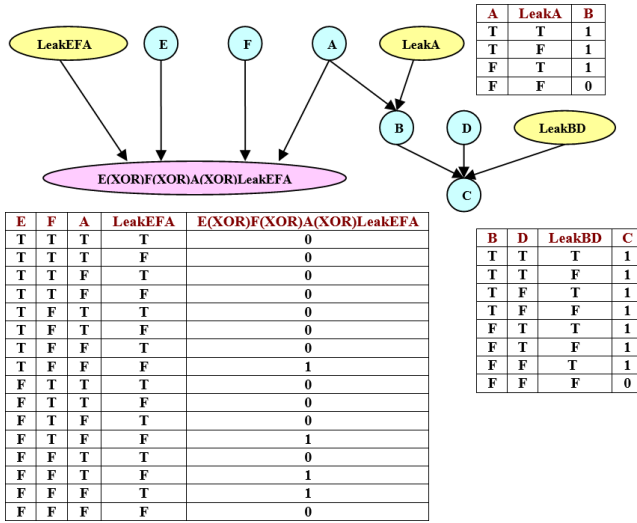 LeakEFA E F A LeakA
B D LeakBD
E(XOR)F(XOR)A(XOR)LeakEFA
C
A LeakA B
T T 1
T F 1
F T 1
F F 0
E F A LeakEFA E(XOR)F(XOR)A(XOR)LeakEFA
T T T T 0
T T T F 0
T T F T 0
T T F F 0
T F T T 0
T F T F 0
T F F T 0
T F F F 1
F T T T 0
F T T F 0
F T F T 0
F T F F 1
F F T T 0
F F T F 1
F F F T 1
F F F F 0
B D LeakBD C
T T T 1
T T F 1
T F T 1
T F F 1
F T T 1
F T F 1
F F T 1
F F F 0